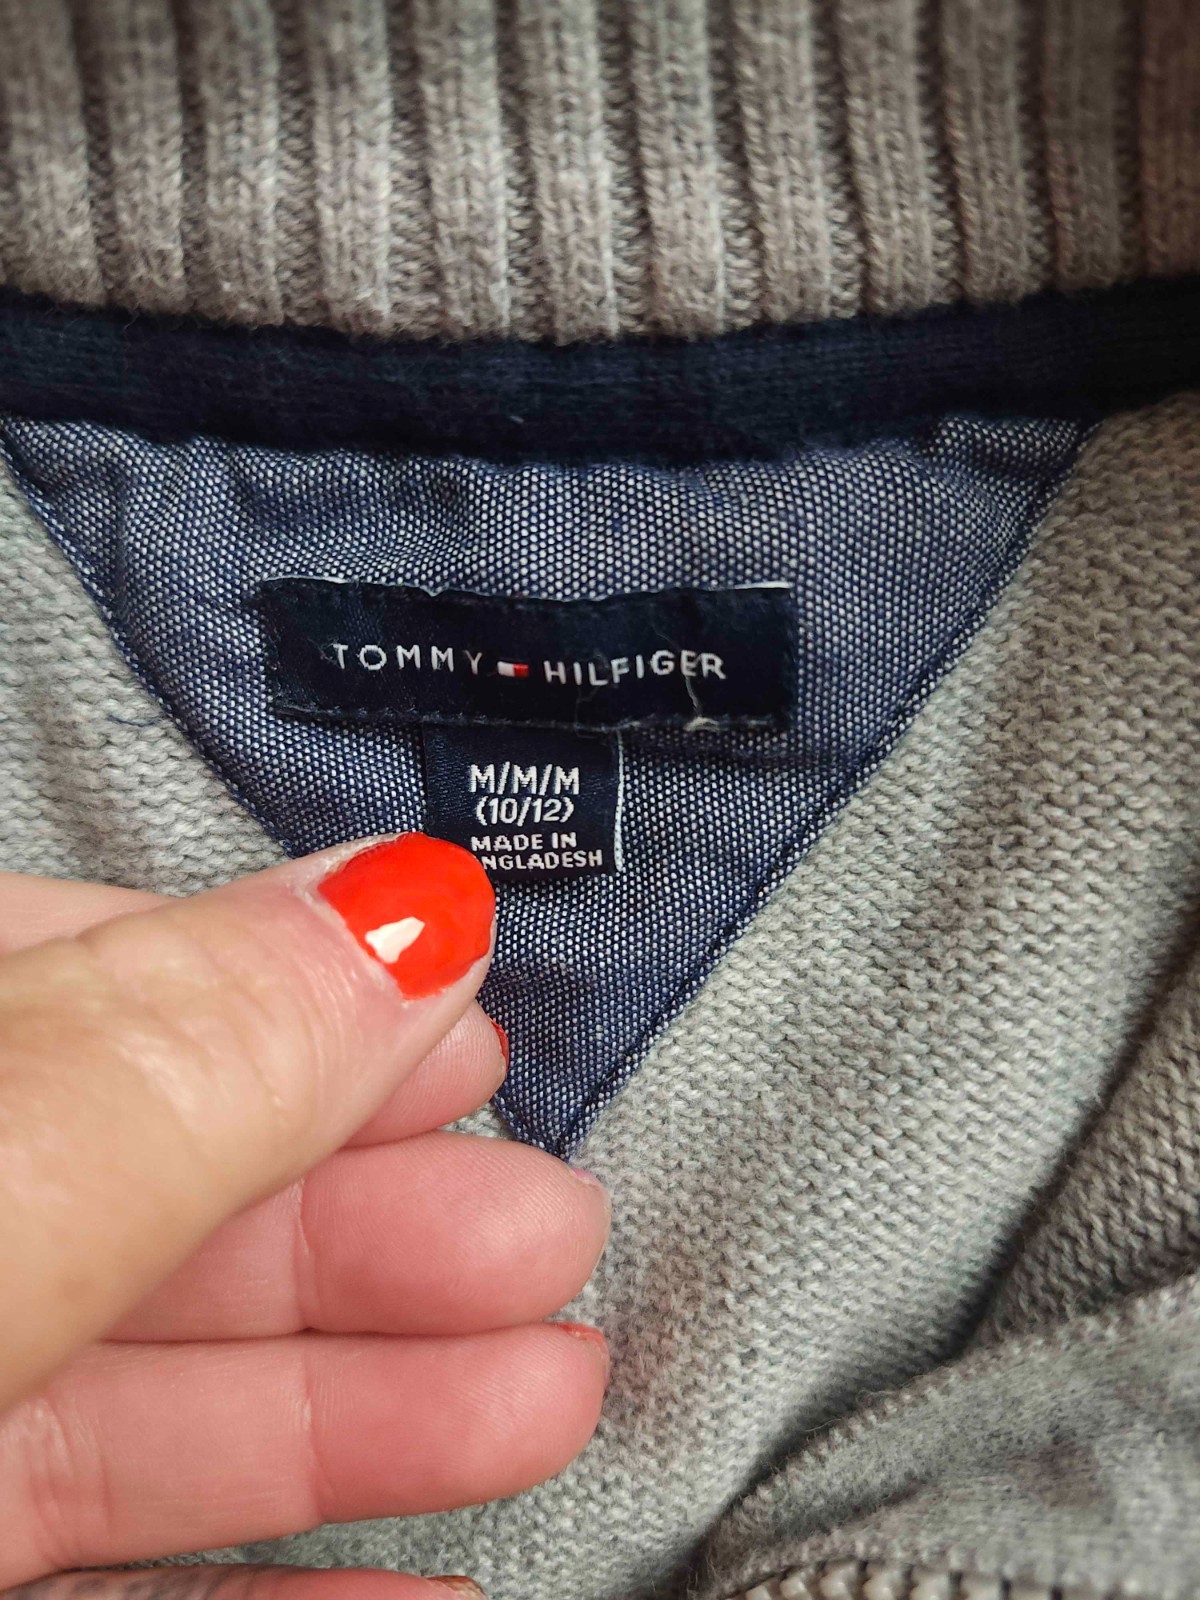 TOMMY HILFIGER
M/M/M
(10/12)
MADE IN
NGLADESH